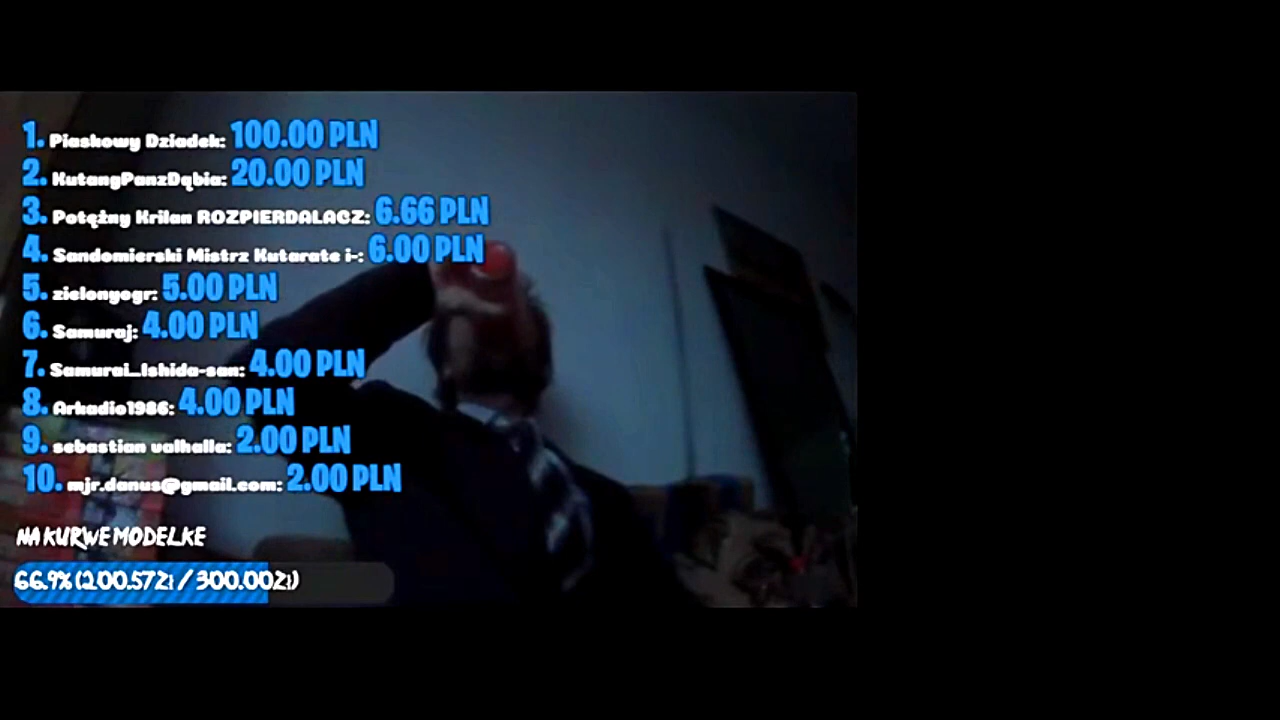 1. Piaskowy Dziadek: 100.00 PLN
2. KutangPanzDąbia: 20.00 PLN
3. Potężny Krilan ROZPIERDALACZ: 6.66 PLN
4. Sandomierski Mistrz Kutarate i-: 6.00 PLN
5. zielonyogr: 5.00 PLN
6. Samuraj: 4.00 PLN
7. Samurai_Ishida-san: 4.00 PLN
8. Arkadio1986: 4.00 PLN
9. sebastian valhalla: 2.00 PLN
10. mjr.danus@gmail.com: 2.00 PLN
NA KURWE MODELKE
66.9% (200.57Zł / 300.00Zł)